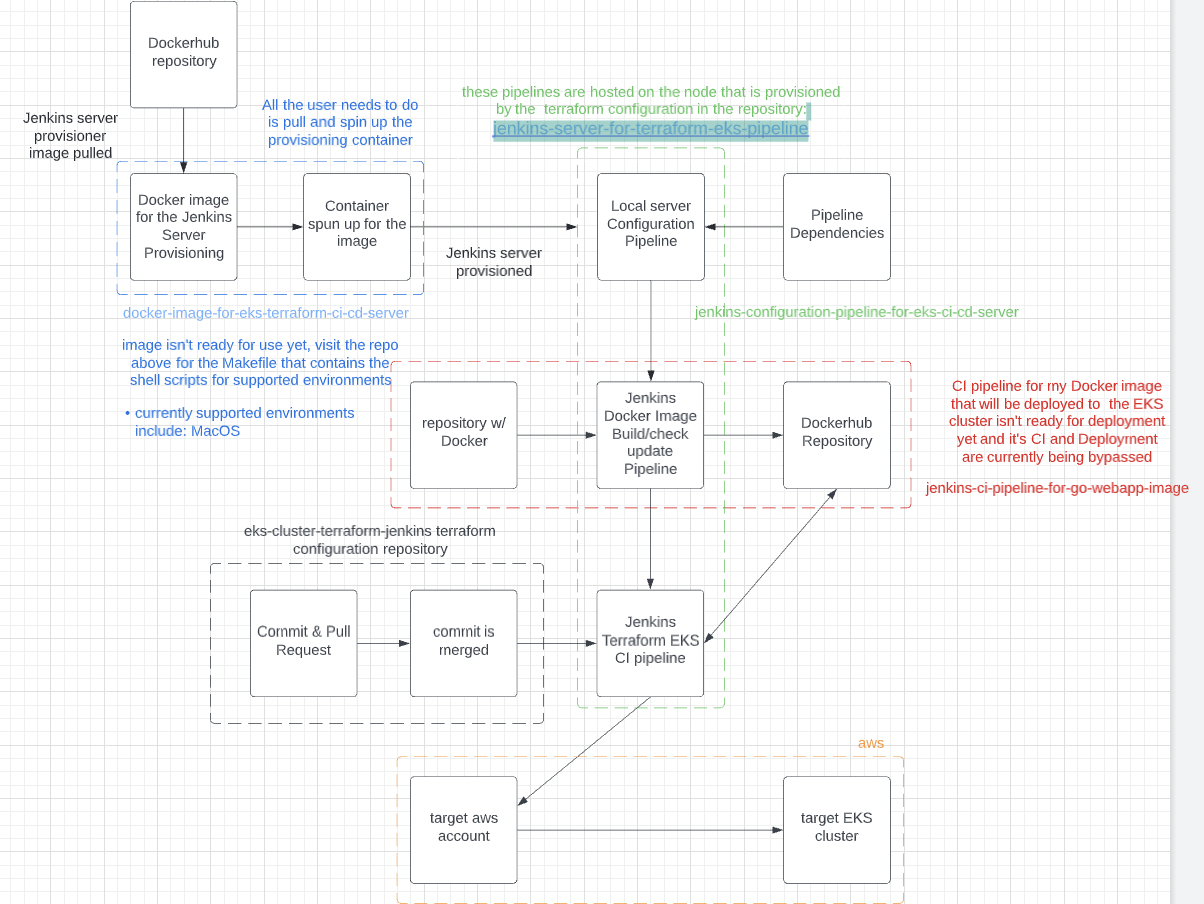 Dockerhub
repository
Jenkins server
provisioner
image pulled
All the user needs to do
is pull and spin up the
provisioning container
these pipelines are hosted on the node that is provisioned
by the terraform configuration in the repository:
jenkins-server-for-terraform-eks-pipeline
Docker image
for the Jenkins
Server
Provisioning
Container
spun up for the
image
Jenkins server
provisioned
Local server
Configuration
Pipeline
Pipeline
Dependencies
docker-image-for-eks-terraform-ci-cd-server
jenkins-configuration-pipeline-for-eks-ci-cd-server
image isn't ready for use yet, visit the repo
above for the Makefile that contains the
shell scripts for supported environments
• currently supported environments
include: MacOS
repository w/
Docker
Jenkins
Docker Image
Build/check
update
Pipeline
Dockerhub
Repository
CI pipeline for my Docker image
that will be deployed to the EKS
cluster isn't ready for deployment
yet and it's CI and Deployment
are currently being bypassed
jenkins-ci-pipeline-for-go-webapp-image
eks-cluster-terraform-jenkins terraform
configuration repository
Commit & Pull
Request
commit is
merged
Jenkins
Terraform EKS
CI pipeline
aws
target aws
account
target EKS
cluster